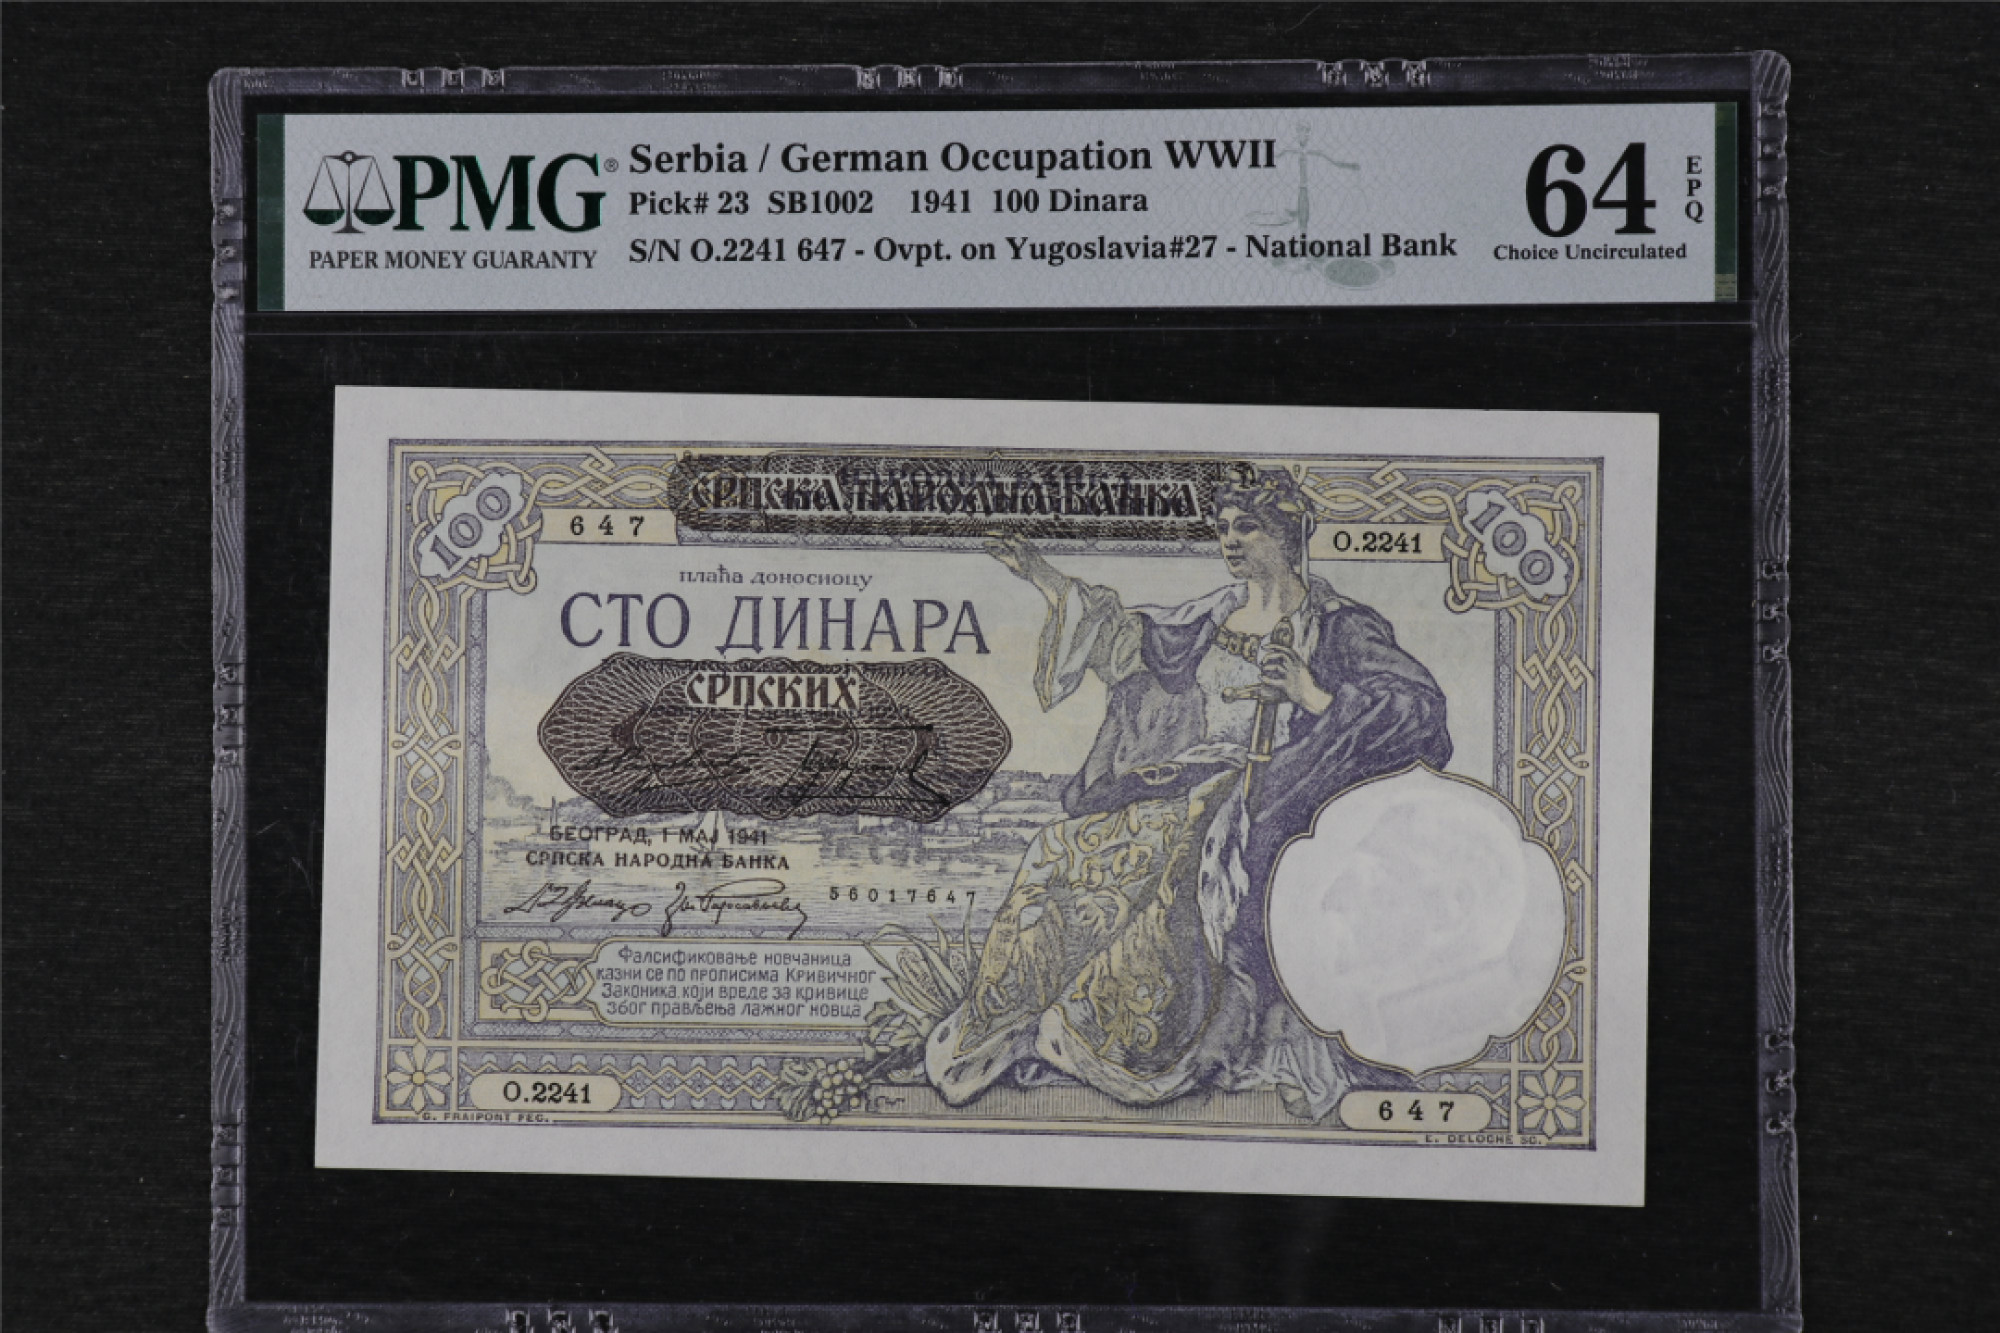 PMG®
PAPER MONEY GUARANTY
Serbia / German Occupation WWII
Pick# 23 SB1002 1941 100 Dinara
S/N O.2241 647 - Ovpt. on Yugoslavia#27 - National Bank
64
EPQ
Choice Uncirculated
СРПСКА НАРОДНА БАНКА
100
647
O.2241
100
плаћа доносиоцу
СТО ДИНАРА
СРПСКИХ
БЕОГРАД, 1 МАЈ 1941
СРПСКА НАРОДНА БАНКА
56017647
Фалсификовање новчаница
казни се по прописима Кривичног
Законика, који вреде за кривице
због прављења лажног новца
O.2241
647
G. FRAIPONT FEC.
E. DELOCHE SC.